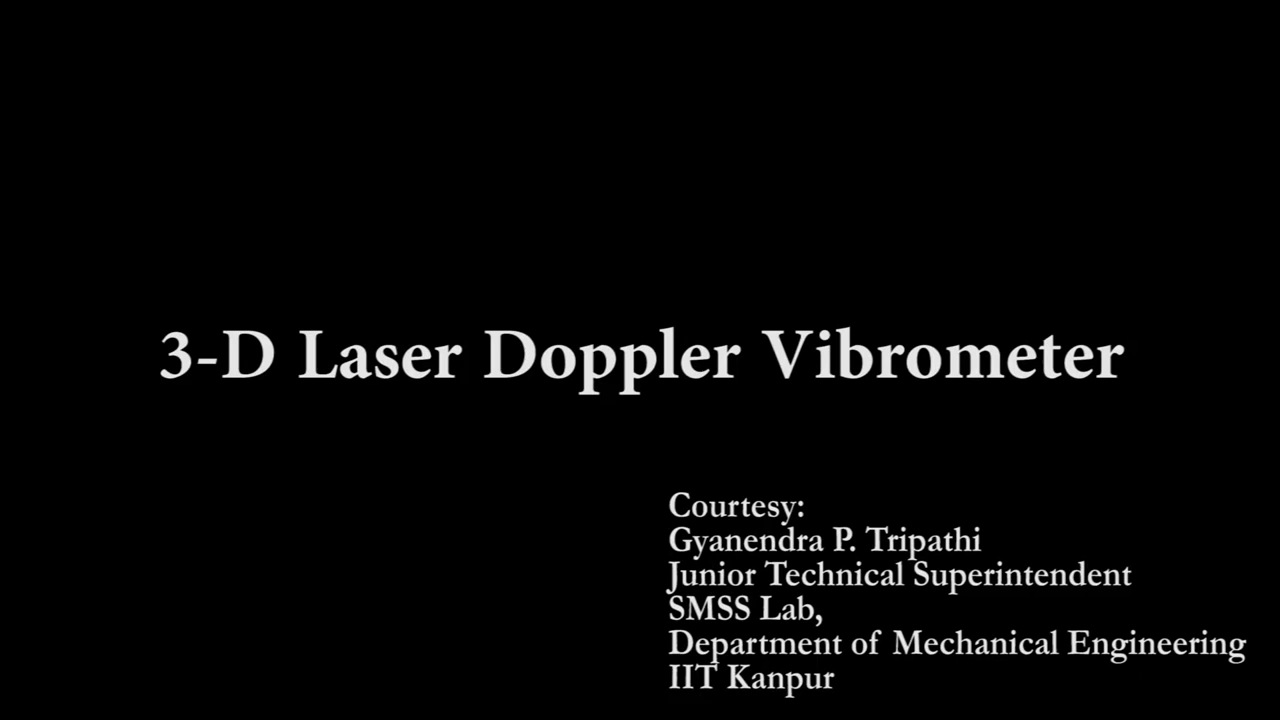 3-D Laser Doppler Vibrometer
Courtesy:
Gyanendra P. Tripathi
Junior Technical Superintendent
SMSS Lab,
Department of Mechanical Engineering
IIT Kanpur